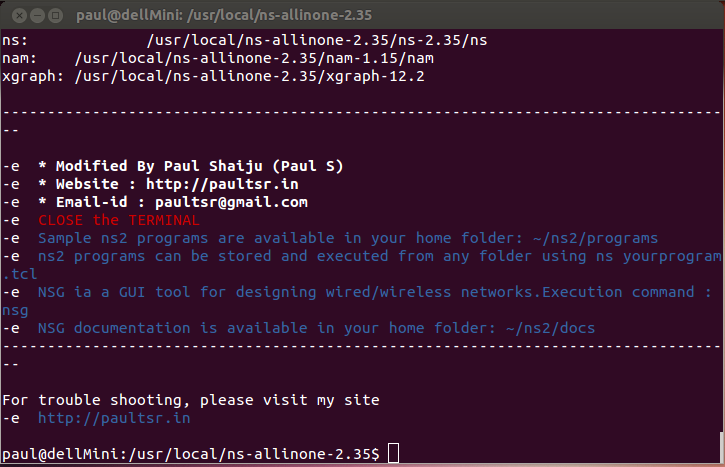 paul@dellMini: /usr/local/ns-allinone-2.35
ns:             /usr/local/ns-allinone-2.35/ns-2.35/ns
nam:    /usr/local/ns-allinone-2.35/nam-1.15/nam
xgraph: /usr/local/ns-allinone-2.35/xgraph-12.2
--------------------------------------------------------------------------------
--
-e  * Modified By Paul Shaiju (Paul S)
-e  * Website : http://paultsr.in
-e  * Email-id : paultsr@gmail.com
-e  CLOSE the TERMINAL
-e  Sample ns2 programs are available in your home folder: ~/ns2/programs
-e  ns2 programs can be stored and executed from any folder using ns yourprogram
.tcl
-e  NSG ia a GUI tool for designing wired/wireless networks.Execution command :
nsg
-e  NSG documentation is available in your home folder: ~/ns2/docs
--------------------------------------------------------------------------------
--
For trouble shooting, please visit my site
-e  http://paultsr.in
paul@dellMini:/usr/local/ns-allinone-2.35$